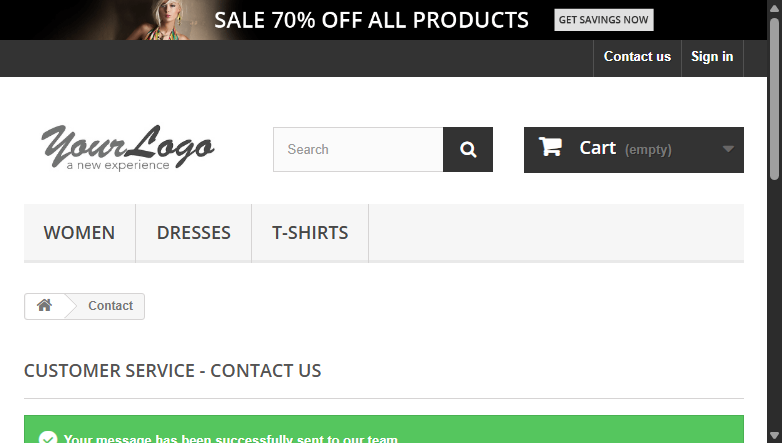 SALE 70% OFF ALL PRODUCTS
GET SAVINGS NOW
Contact us
Sign in
YourLogo
a new experience
Search
Cart (empty)
WOMEN
DRESSES
T-SHIRTS
Contact
CUSTOMER SERVICE - CONTACT US
Your message has been successfully sent to our team.